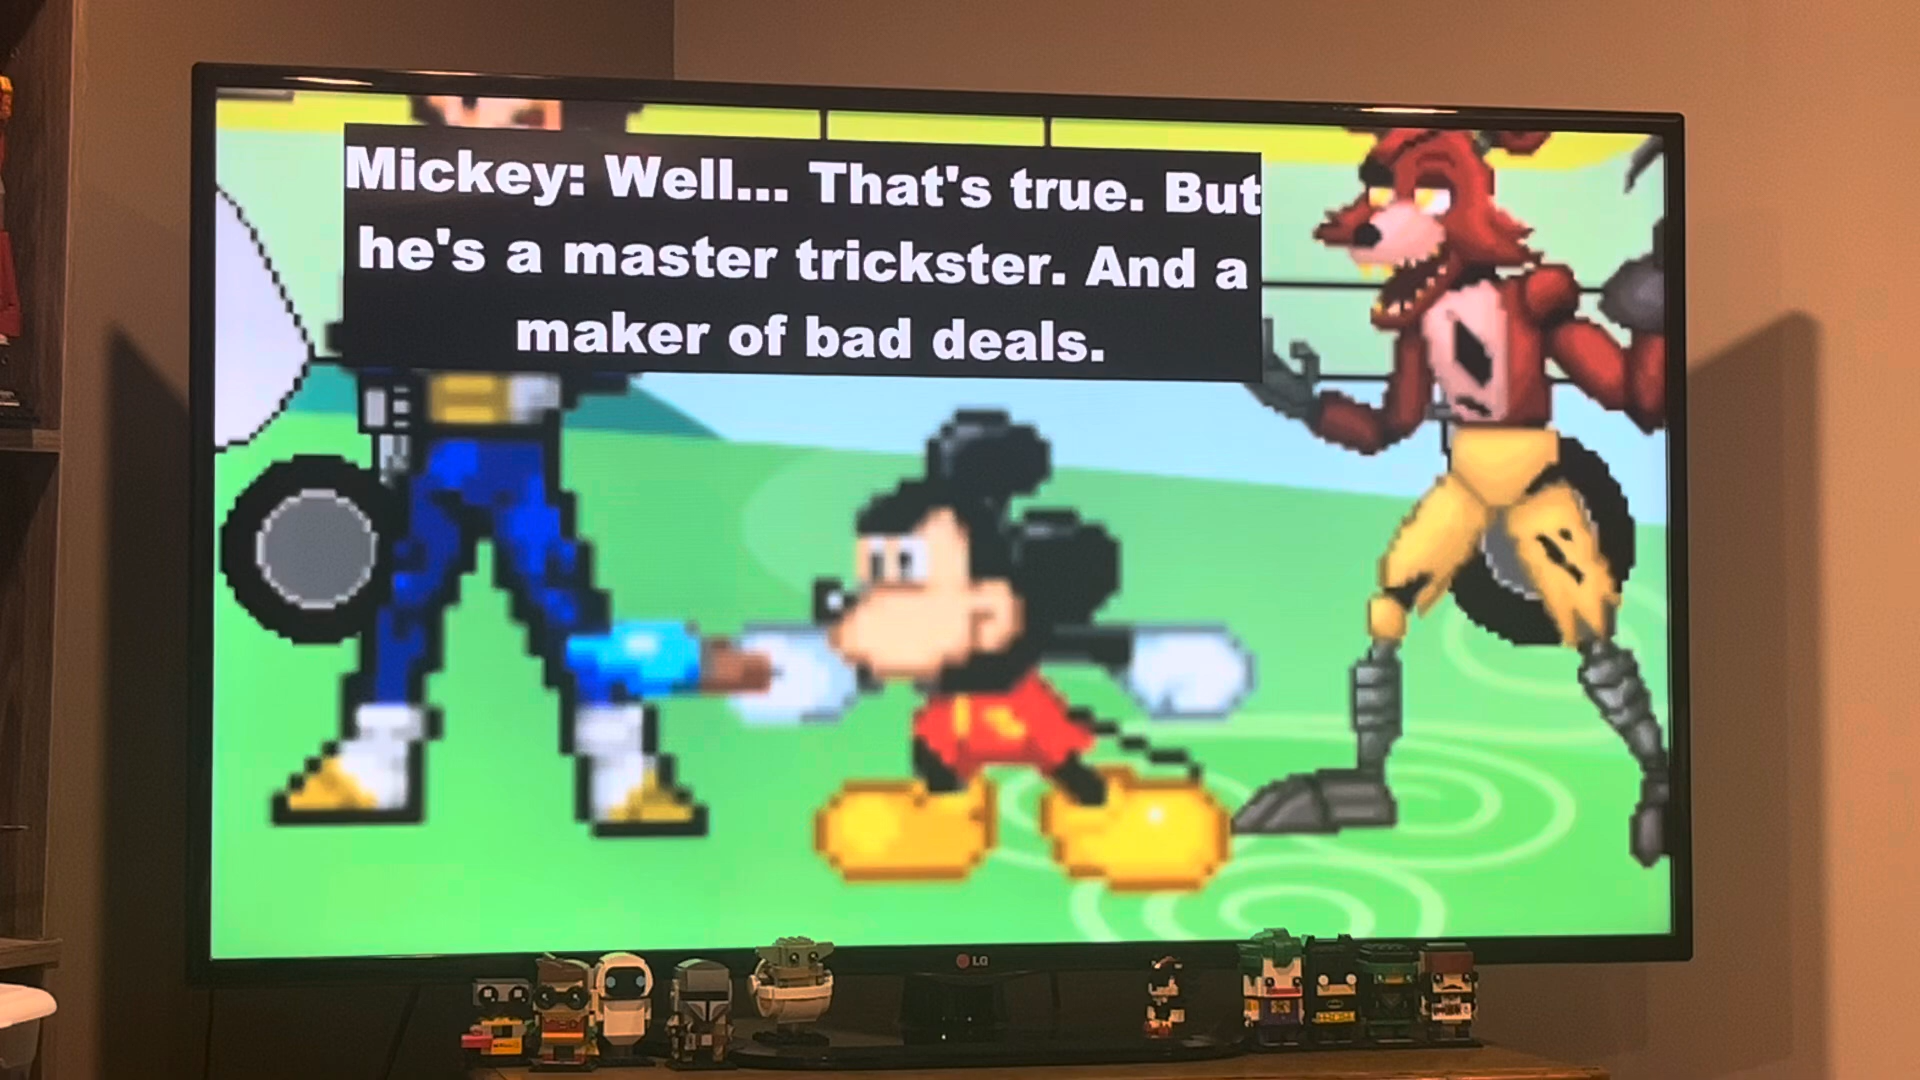 Mickey: Well... That's true. But
he's a master trickster. And a
maker of bad deals.
LG